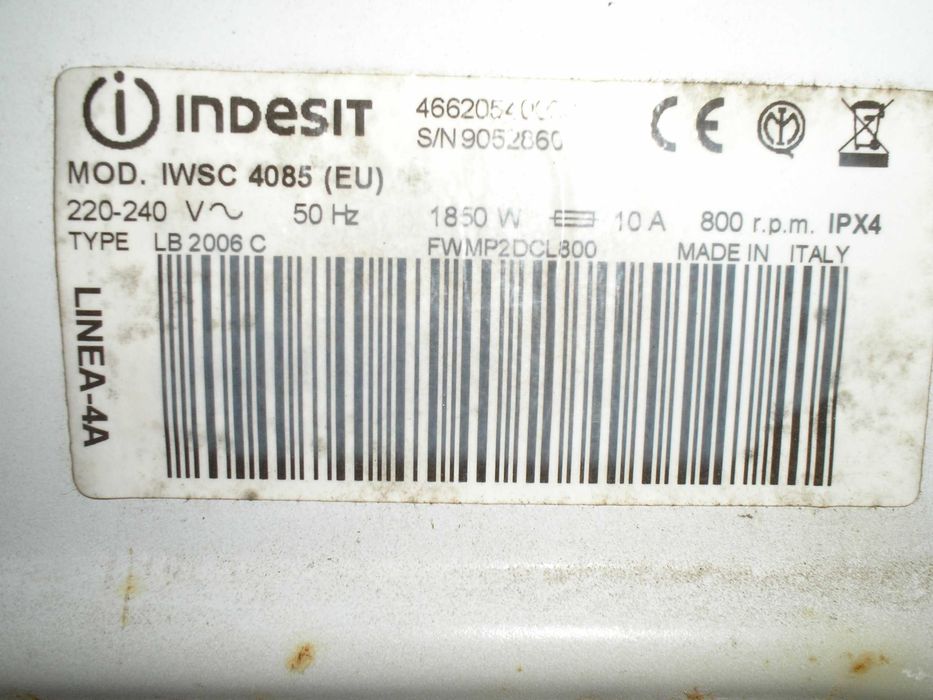 INDESIT
S/N 9052860
MOD. IWSC 4085 (EU)
220-240 V~ 50 Hz 1850 W 10 A 800 r.p.m. IPX4
TYPE LB 2006 C FWMP2DCL800 MADE IN ITALY
LINEA-4A